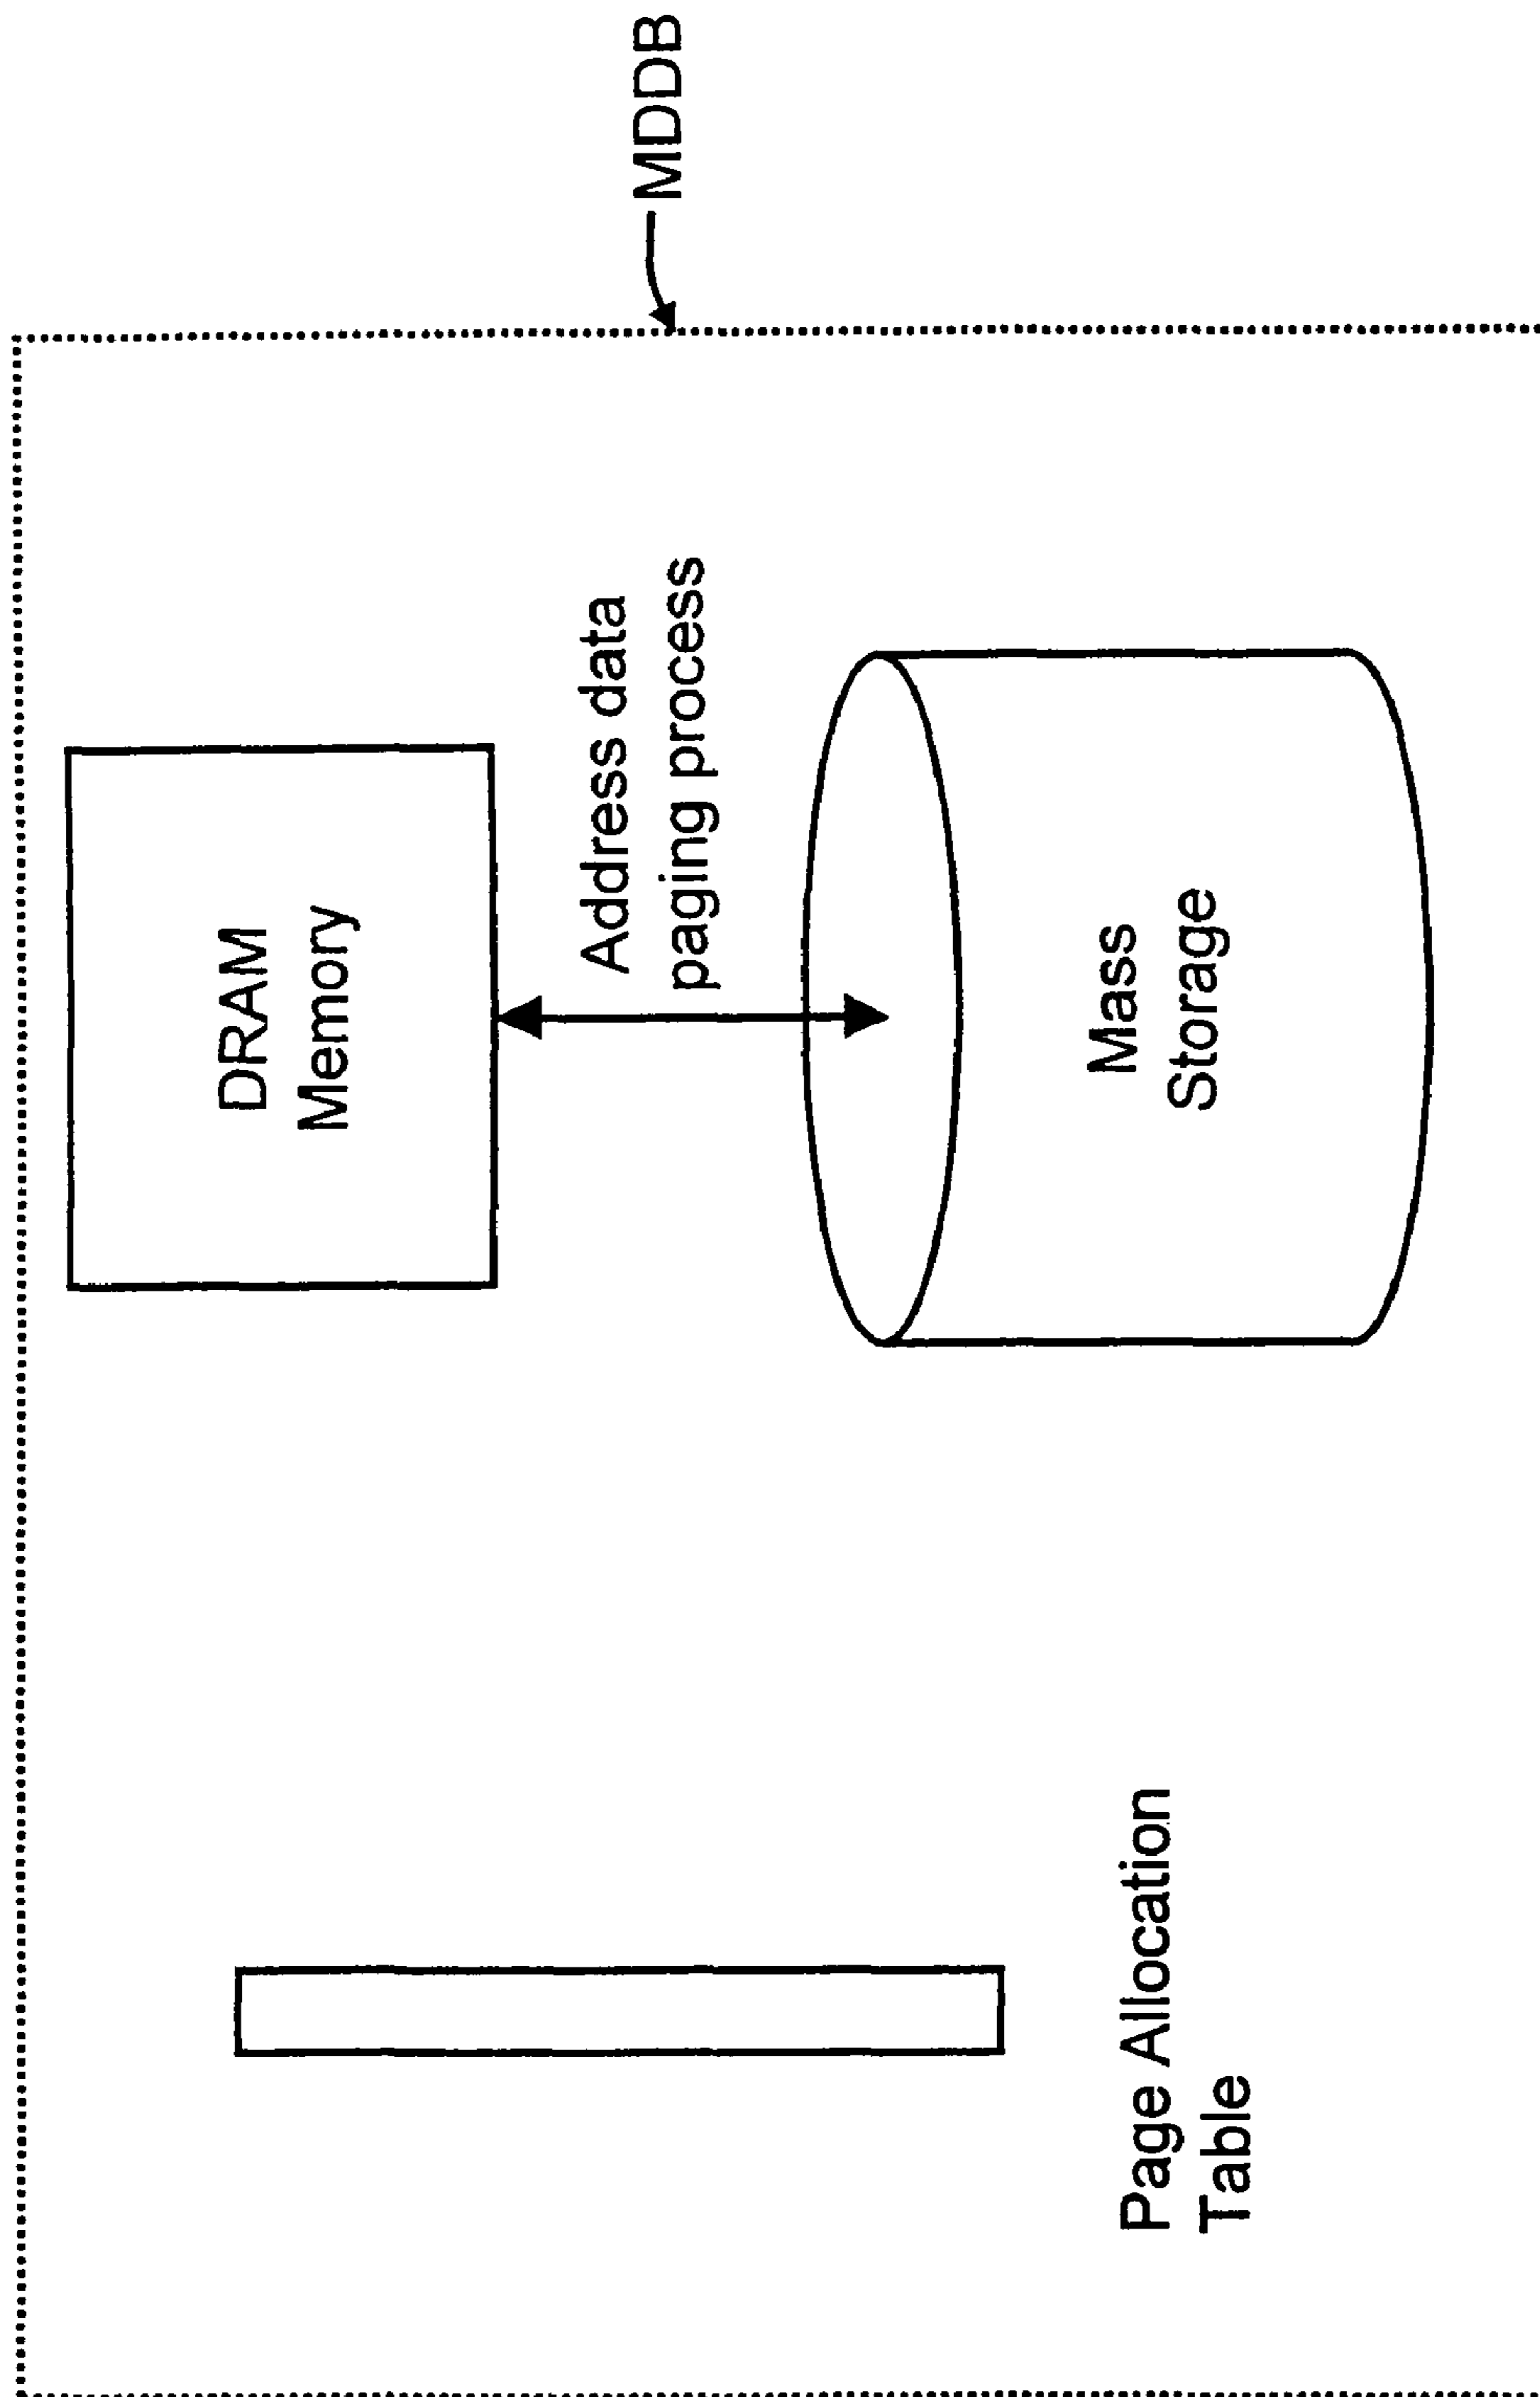 DRAM
Memory
Address data
paging process
Mass
Storage
Page Allocation
Table
MDDB